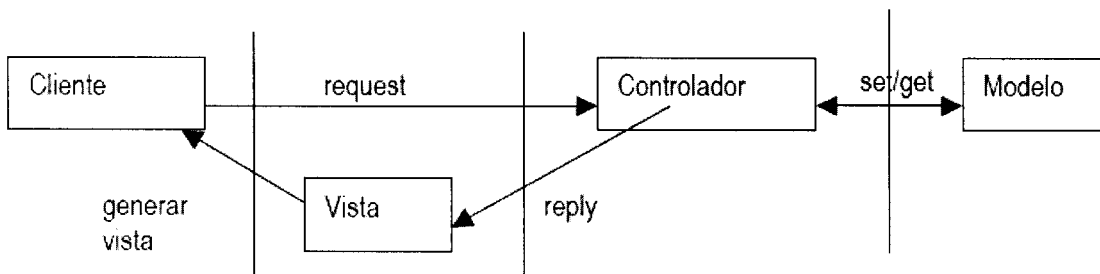 Cliente
request
Controlador
set/get
Modelo
generar
vista
Vista
reply